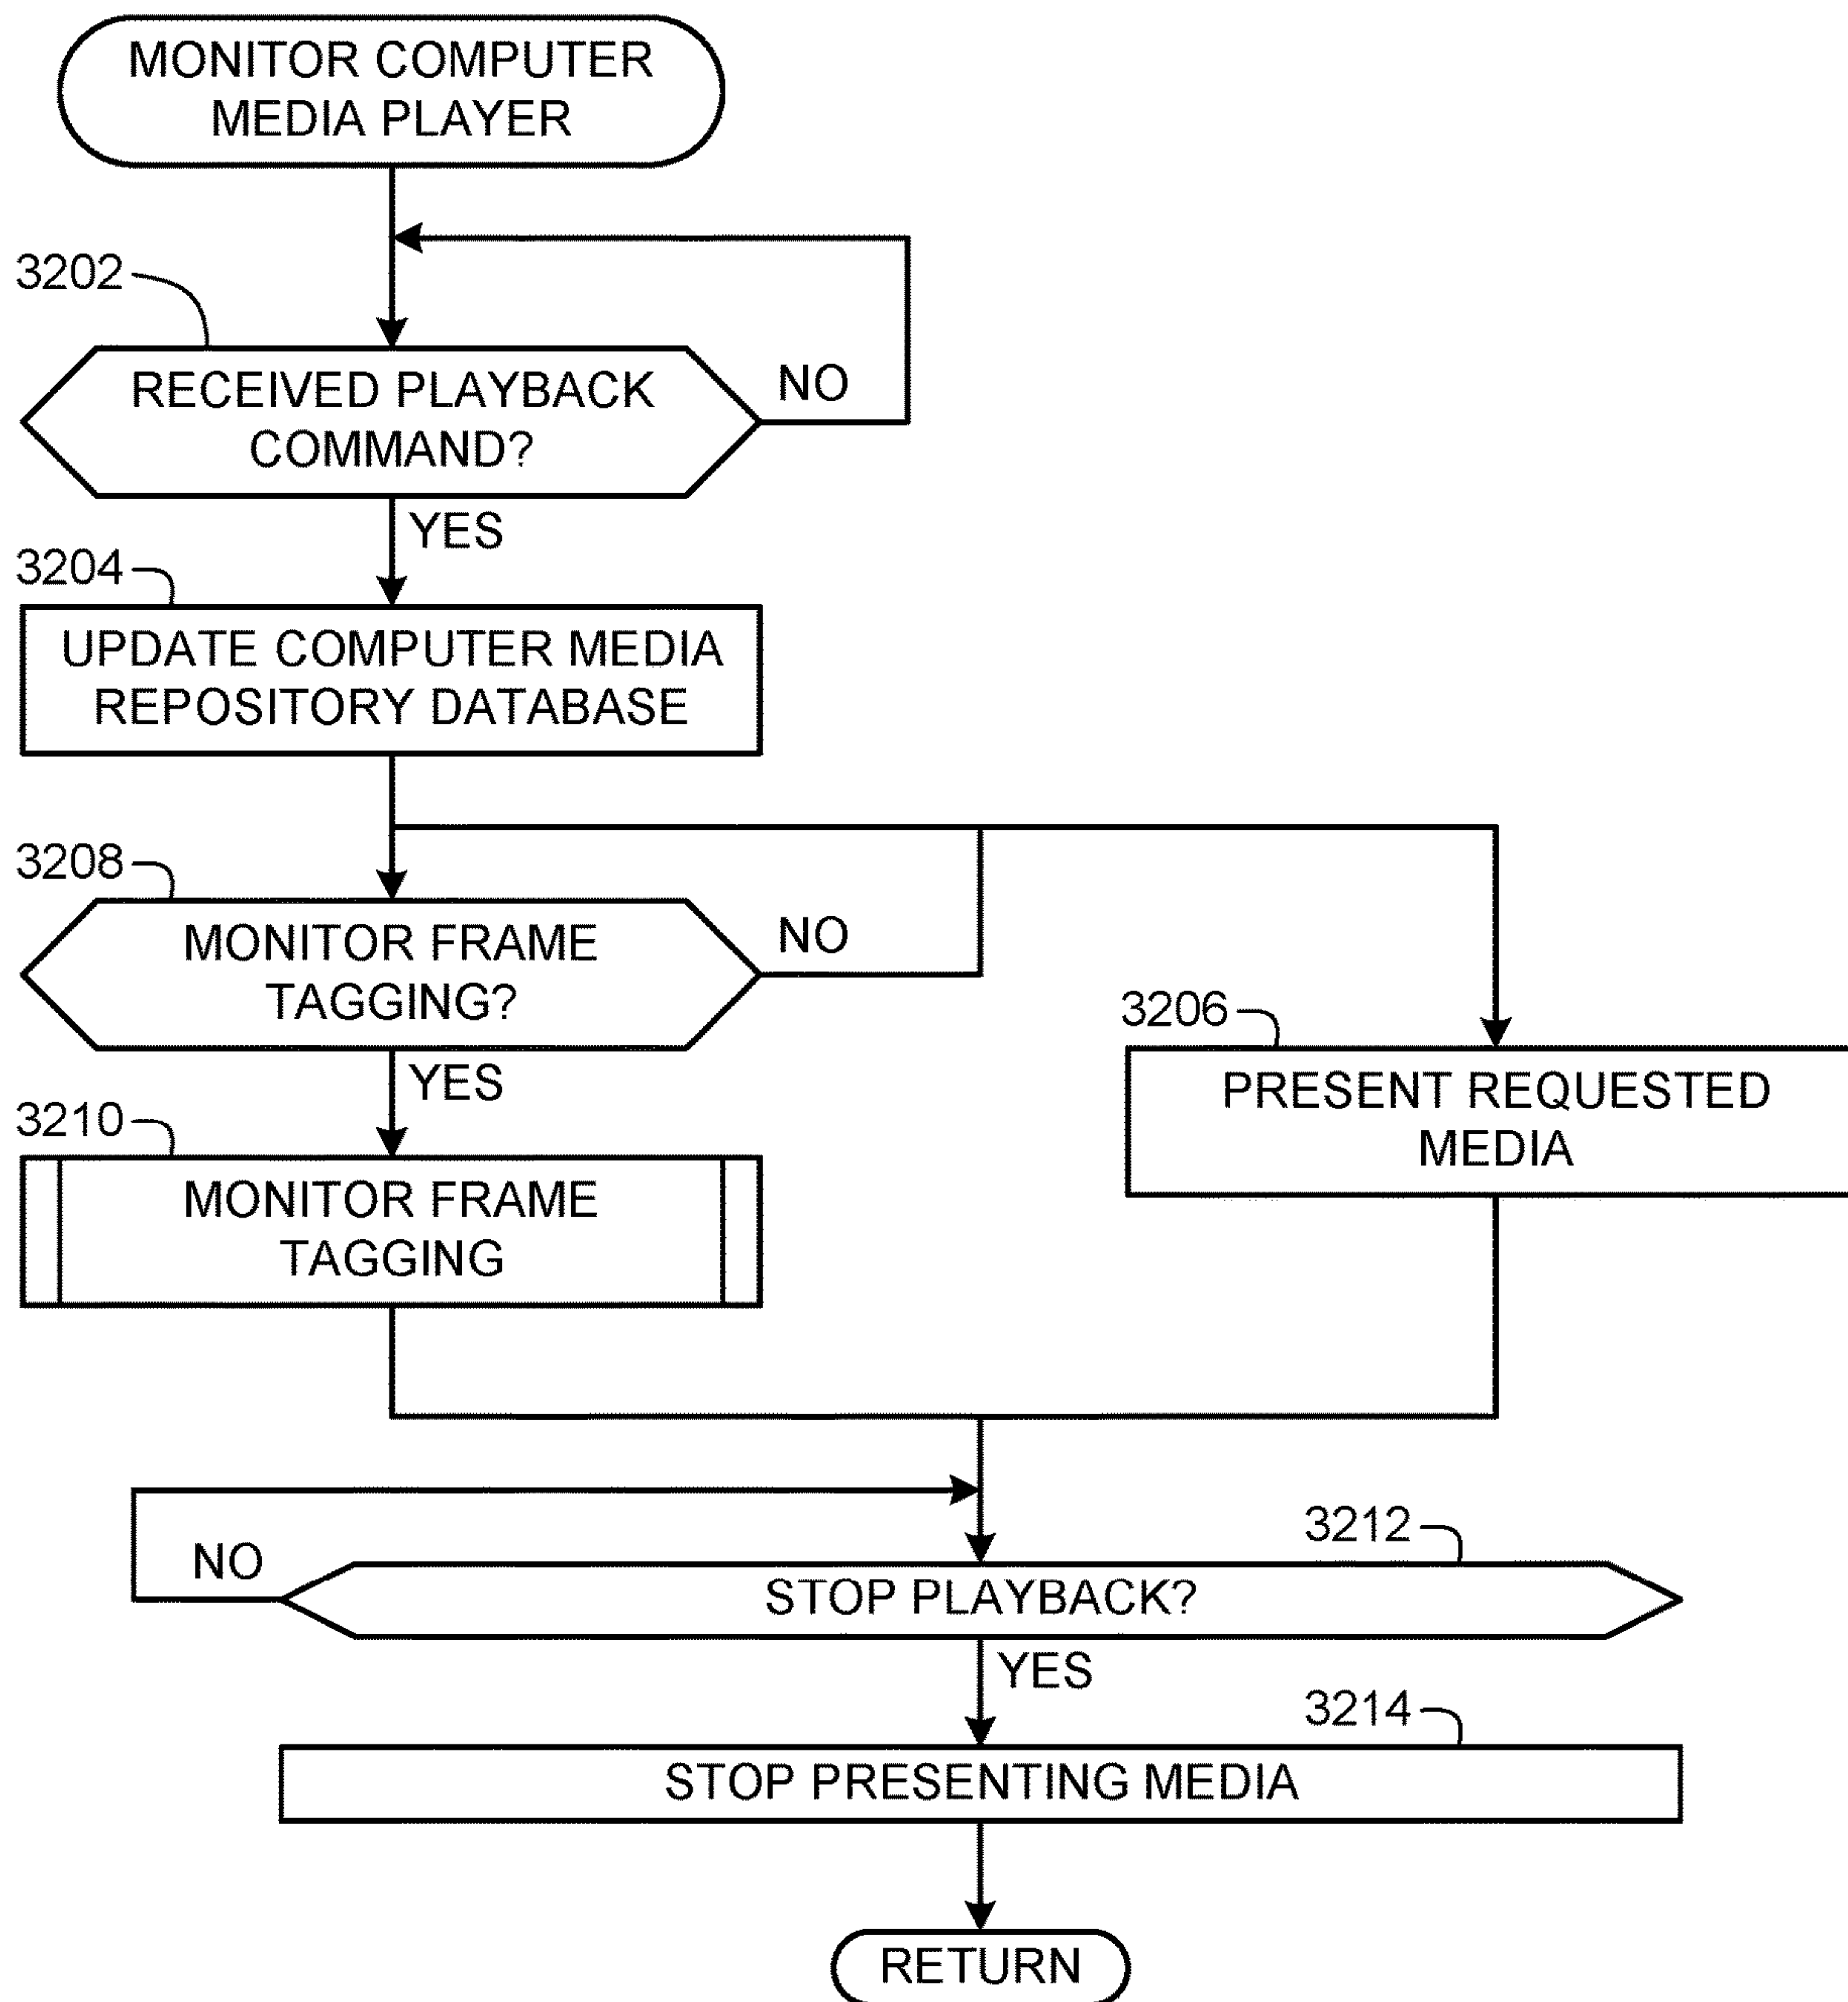 MONITOR COMPUTER
MEDIA PLAYER
3202
RECEIVED PLAYBACK
COMMAND?
NO
YES
3204
UPDATE COMPUTER MEDIA
REPOSITORY DATABASE
3208
MONITOR FRAME
TAGGING?
NO
YES
3206
PRESENT REQUESTED
MEDIA
3210
MONITOR FRAME
TAGGING
3212
NO
STOP PLAYBACK?
YES
3214
STOP PRESENTING MEDIA
RETURN